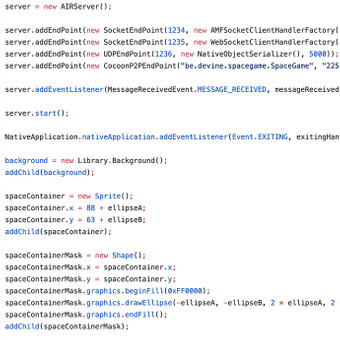 server = new AIRServer();
server.addEndPoint(new SocketEndPoint(1234, new AMFSocketClientHandlerFactory(
server.addEndPoint(new SocketEndPoint(1235, new WebSocketClientHandlerFactory(
server.addEndPoint(new UDPEndPoint(1236, new NativeObjectSerializer(), 5000));
server.addEndPoint(new CocoonP2PEndPoint("be.devine.spacegame.SpaceGame", "225
server.addEventListener(MessageReceivedEvent.MESSAGE_RECEIVED, messageReceived
server.start();
NativeApplication.nativeApplication.addEventListener(Event.EXITING, exitingHan
background = new Library.Background();
addChild(background);
spaceContainer = new Sprite();
spaceContainer.x = 88 + ellipseA;
spaceContainer.y = 63 + ellipseB;
addChild(spaceContainer);
spaceContainerMask = new Shape();
spaceContainerMask.x = spaceContainer.x;
spaceContainerMask.y = spaceContainer.y;
spaceContainerMask.graphics.beginFill(0xFF0000);
spaceContainerMask.graphics.drawEllipse(-ellipseA, -ellipseB, 2 * ellipseA, 2
spaceContainerMask.graphics.endFill();
addChild(spaceContainerMask);